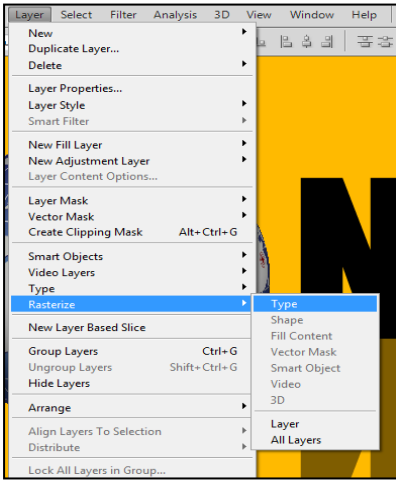 Layer Select Filter Analysis 3D View Window Help
New
Duplicate Layer...
Delete
Layer Properties...
Layer Style
Smart Filter
New Fill Layer
New Adjustment Layer
Layer Content Options...
Layer Mask
Vector Mask
Create Clipping Mask Alt+Ctrl+G
Smart Objects
Video Layers
Type
Rasterize
New Layer Based Slice
Group Layers Ctrl+G
Ungroup Layers Shift+Ctrl+G
Hide Layers
Arrange
Align Layers To Selection
Distribute
Lock All Layers in Group...
Type
Shape
Fill Content
Vector Mask
Smart Object
Video
3D
Layer
All Layers
N